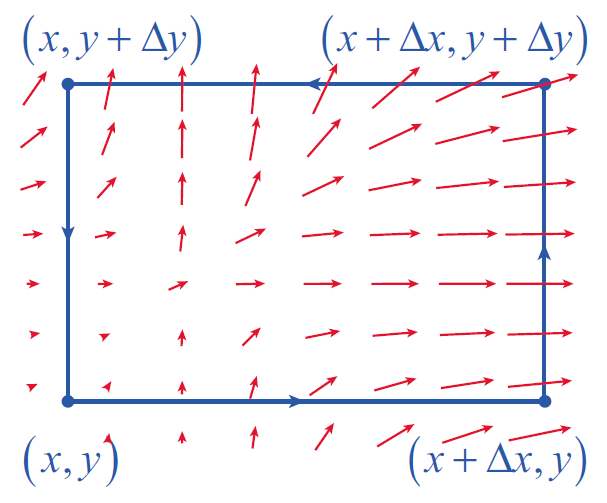 (x, y + Δy) (x + Δx, y + Δy)
(x, y) (x + Δx, y)